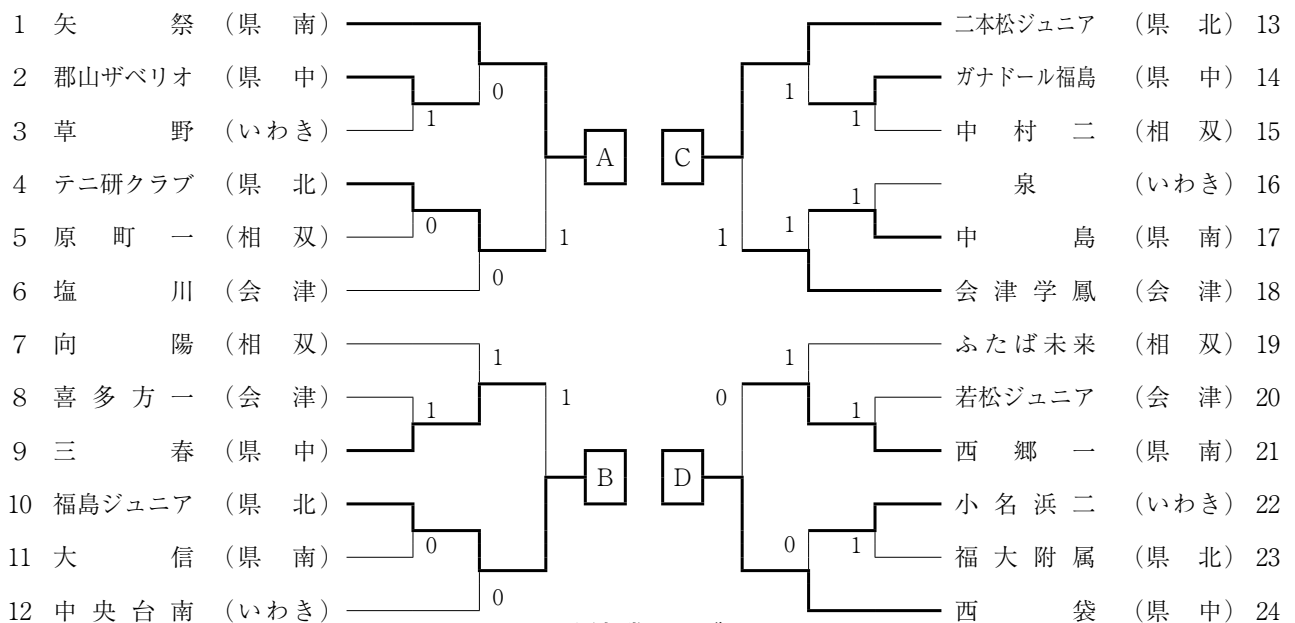 1 矢祭 (県南)
2 郡山ザベリオ (県中)
3 草野 (いわき)
4 テニ研クラブ (県北)
5 原町一 (相双)
6 塩川 (会津)
7 向陽 (相双)
8 喜多方一 (会津)
9 三春 (県中)
10 福島ジュニア (県北)
11 大信 (県南)
12 中央台南 (いわき)
0
1
0
0
1
A
1
1
1
0
0
B
二本松ジュニア (県北) 13
ガナドール福島 (県中) 14
中村二 (相双) 15
泉 (いわき) 16
中島 (県南) 17
会津学鳳 (会津) 18
ふたば未来 (相双) 19
若松ジュニア (会津) 20
西郷一 (県南) 21
小名浜二 (いわき) 22
福大附属 (県北) 23
西袋 (県中) 24
C
1
1
1
1
1
D
1
0
1
0
1